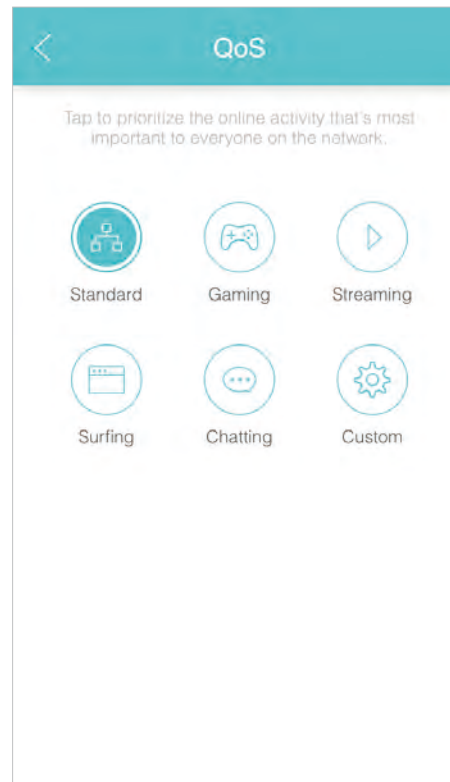 QoS
Tap to prioritize the online activity that's most
important to everyone on the network.
Standard Gaming Streaming
Surfing Chatting Custom